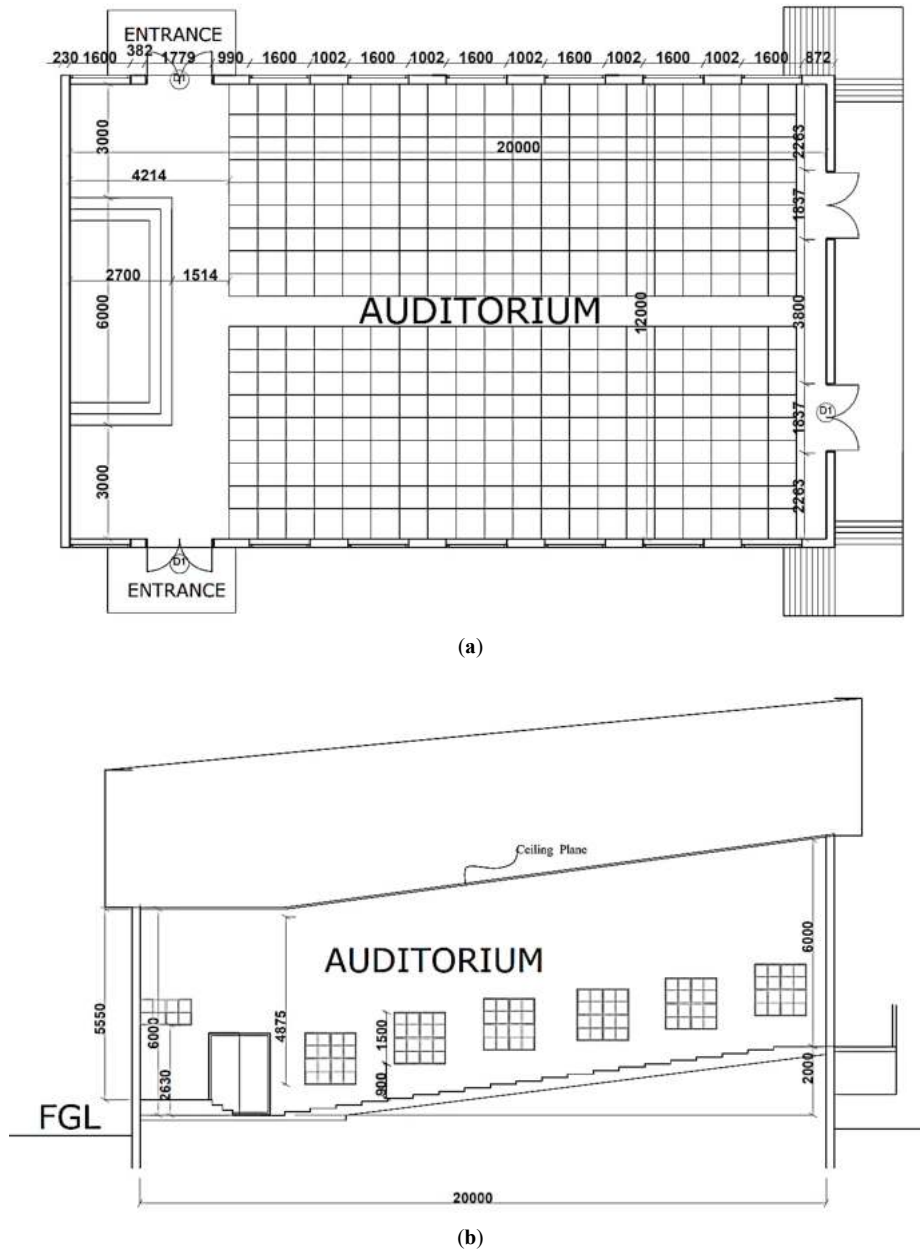 ENTRANCE
230 1600 382 1779 990 1600 1002 1600 1002 1600 1002 1600 1002 1600 1002 1600 872
D1
3000
20000
2263
4214
1837
2700
1514
6000
AUDITORIUM
12000
3800
1837
D1
3000
2263
D1
ENTRANCE
(a)
Ceiling Plane
AUDITORIUM
6000
5550
6000
4875
1500
2630
900
2000
FGL
20000
(b)